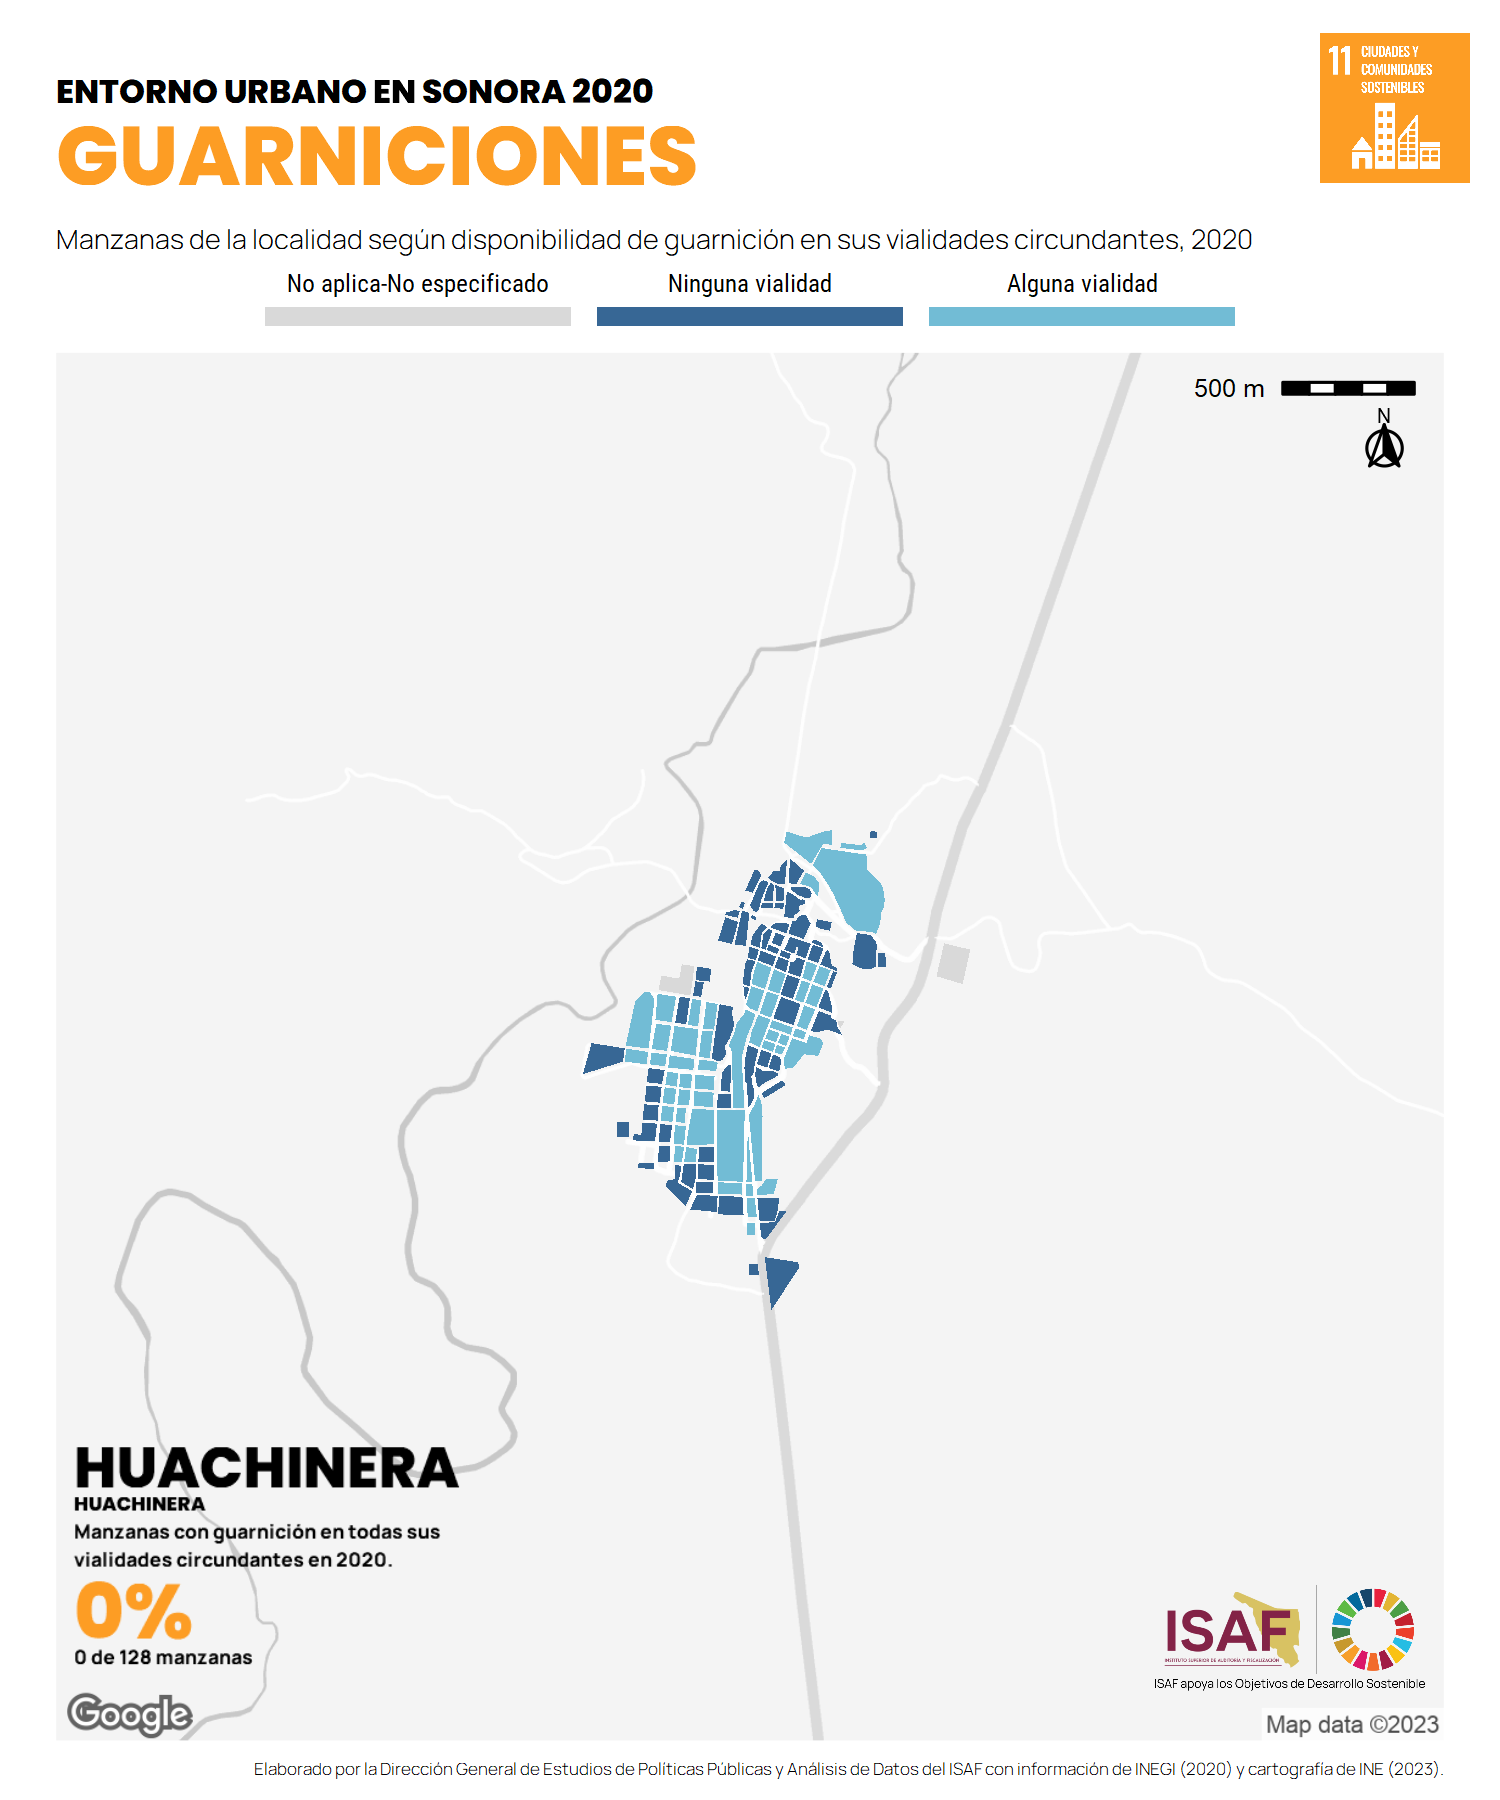 11 CIUDADES Y
COMUNIDADES
SOSTENIBLES
ENTORNO URBANO EN SONORA 2020
GUARNICIONES
Manzanas de la localidad según disponibilidad de guarnición en sus vialidades circundantes, 2020
No aplica-No especificado
Ninguna vialidad
Alguna vialidad
500 m
N
HUACHINERA
HUACHINERA
Manzanas con guarnición en todas sus
vialidades circundantes en 2020.
0%
0 de 128 manzanas
Google
ISAF
INSTITUTO SUPERIOR DE AUDITORÍA Y FISCALIZACIÓN
ISAF apoya los Objetivos de Desarrollo Sostenible
Map data ©2023
Elaborado por la Dirección General de Estudios de Políticas Públicas y Análisis de Datos del ISAF con información de INEGI (2020) y cartografía de INE (2023).